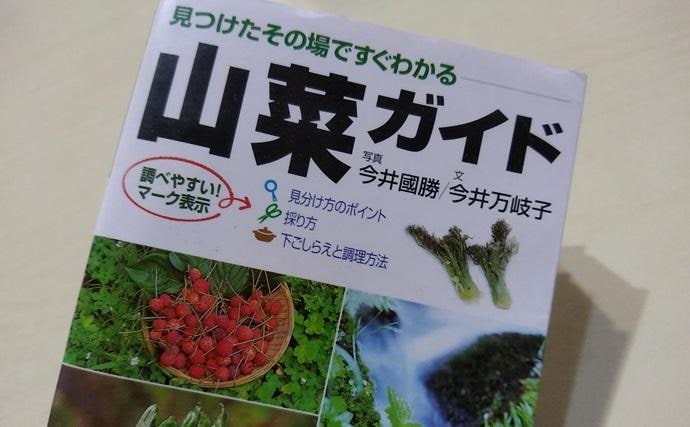 見つけたその場ですぐわかる
山菜ガイド
写真 文
今井國勝/今井万岐子
調べやすい!
マーク表示
見分け方のポイント
採り方
下ごしらえと調理方法